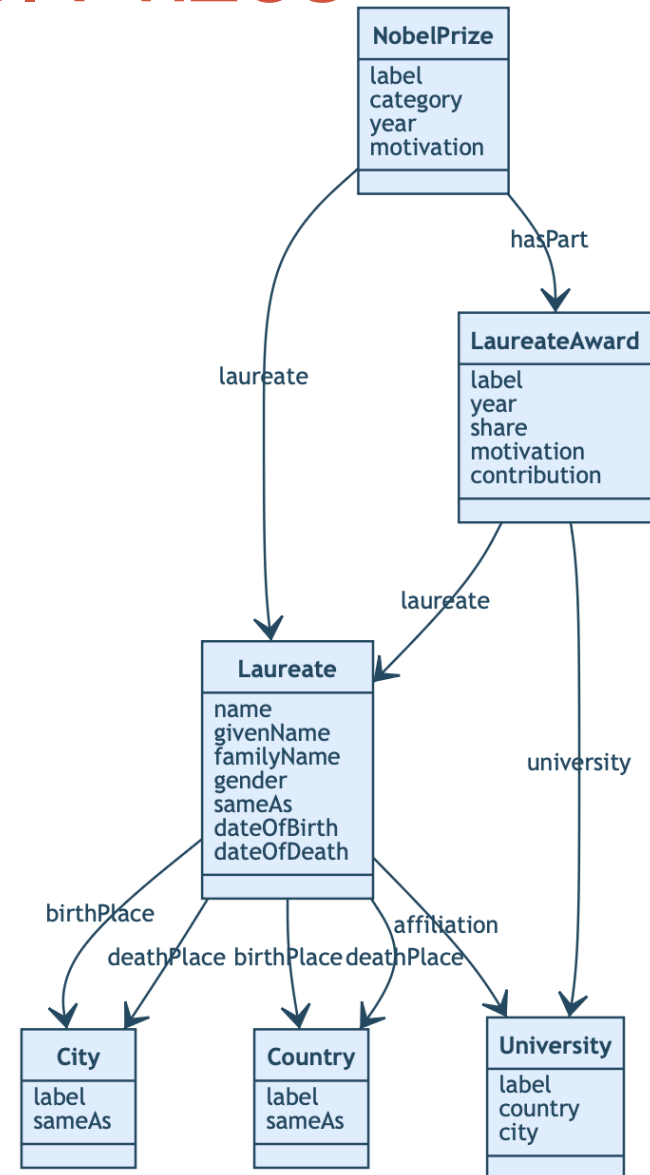 NobelPrize
label
category
year
motivation
hasPart
laureate
LaureateAward
label
year
share
motivation
contribution
laureate
university
Laureate
name
givenName
familyName
gender
sameAs
dateOfBirth
dateOfDeath
birthPlace
affiliation
deathPlace birthPlace deathPlace
City
label
sameAs
Country
label
sameAs
University
label
country
city